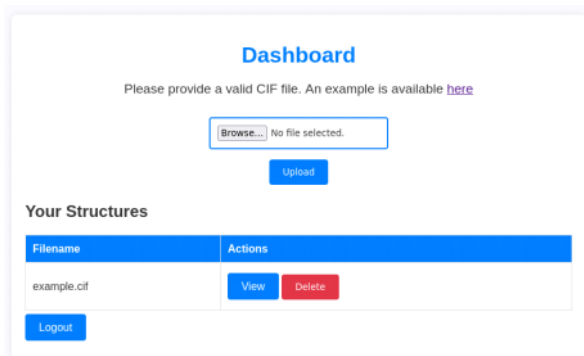 Dashboard
Please provide a valid CIF file. An example is available here
Browse... No file selected.
Upload
Your Structures
Filename Actions
example.cif View Delete
Logout